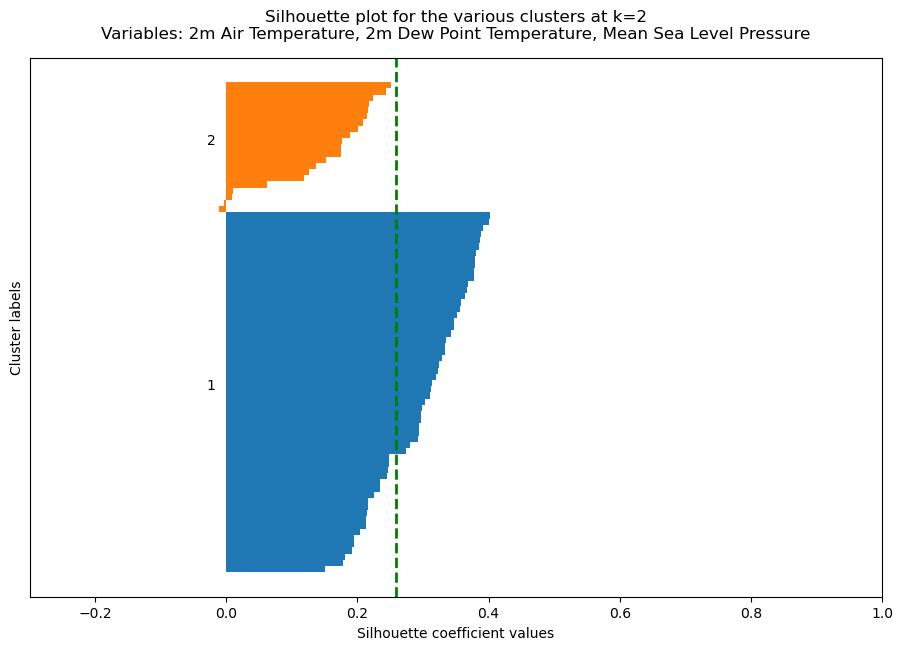 Silhouette plot for the various clusters at k=2
Variables: 2m Air Temperature, 2m Dew Point Temperature, Mean Sea Level Pressure
2
1
Cluster labels
−0.2 0.0 0.2 0.4 0.6 0.8 1.0
Silhouette coefficient values